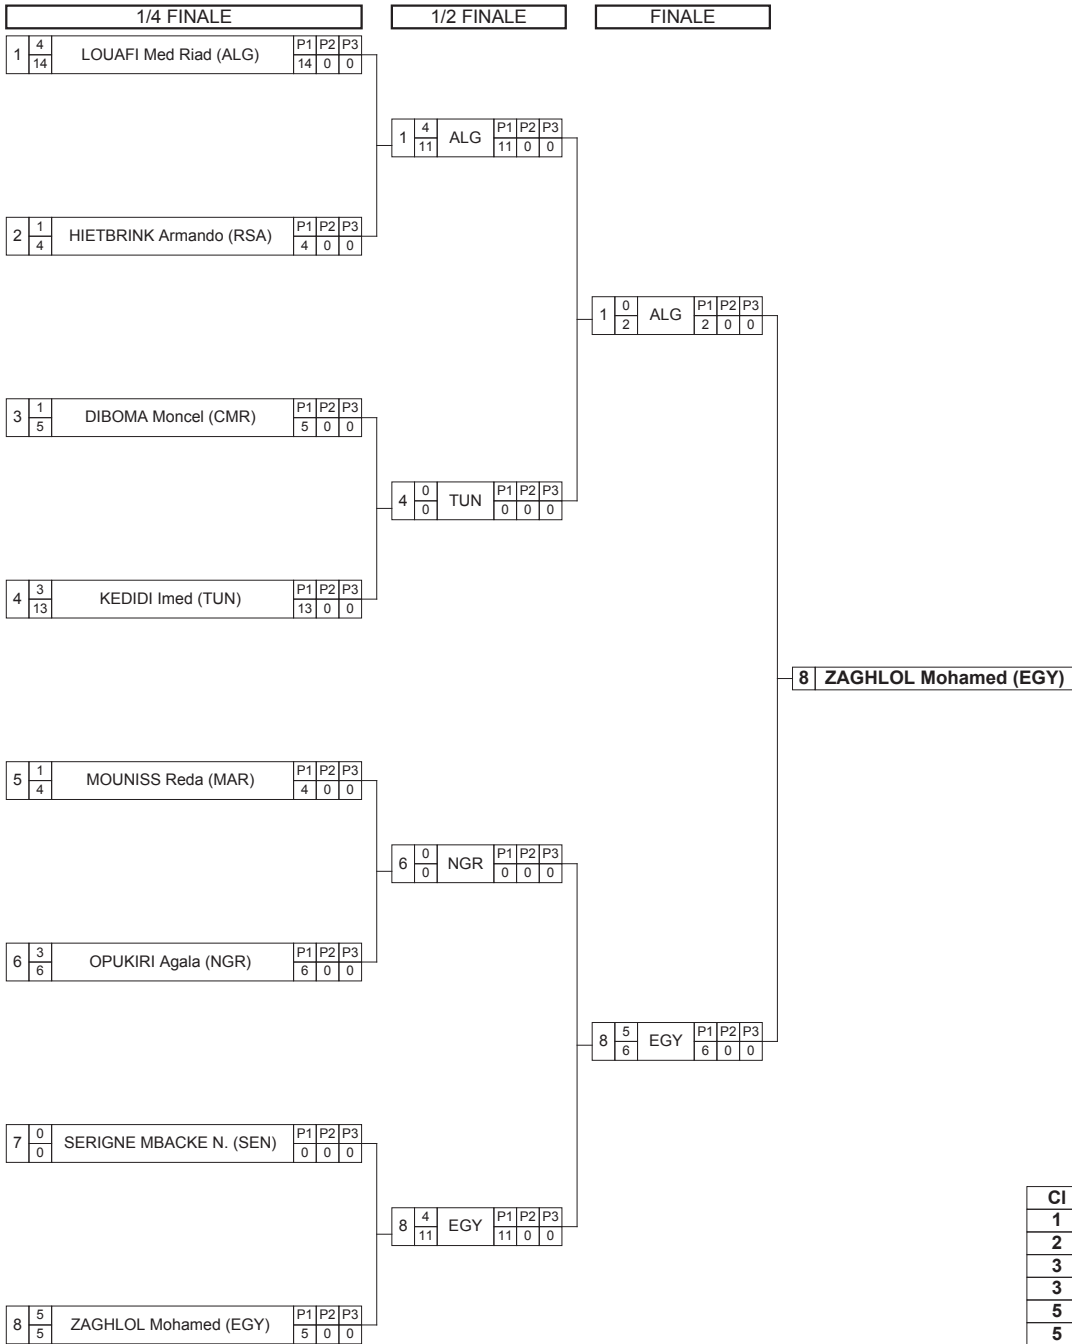 1/4 FINALE 1/2 FINALE FINALE
1 4 14 LOUAFI Med Riad (ALG) P1 P2 P3 14 0 0
1 4 11 ALG P1 P2 P3 11 0 0
2 1 4 HIETBRINK Armando (RSA) P1 P2 P3 4 0 0
1 0 2 ALG P1 P2 P3 2 0 0
3 1 5 DIBOMA Moncel (CMR) P1 P2 P3 5 0 0
4 0 0 TUN P1 P2 P3 0 0 0
4 3 13 KEDIDI Imed (TUN) P1 P2 P3 13 0 0
8 ZAGHLOL Mohamed (EGY)
5 1 4 MOUNISS Reda (MAR) P1 P2 P3 4 0 0
6 0 0 NGR P1 P2 P3 0 0 0
6 3 6 OPUKIRI Agala (NGR) P1 P2 P3 6 0 0
8 5 6 EGY P1 P2 P3 6 0 0
7 0 0 SERIGNE MBACKE N. (SEN) P1 P2 P3 0 0 0
8 4 11 EGY P1 P2 P3 11 0 0
8 5 5 ZAGHLOL Mohamed (EGY) P1 P2 P3 5 0 0
Cl
1
2
3
3
5
5